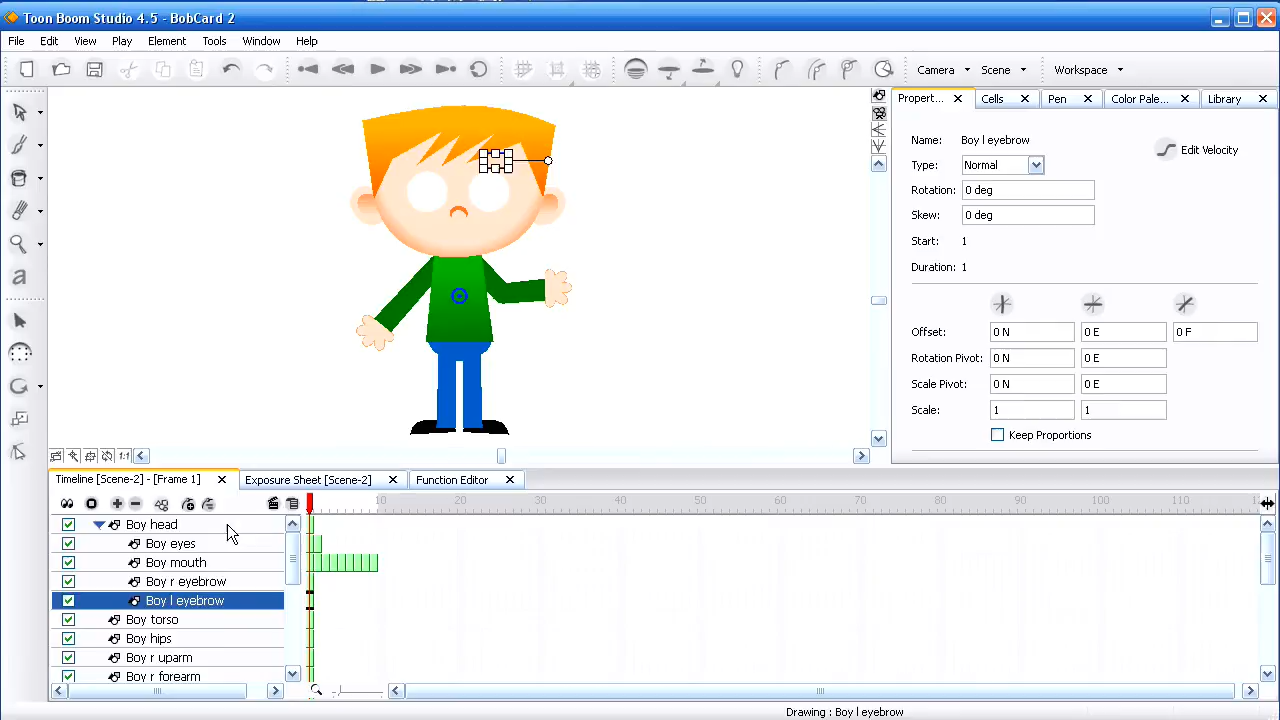 Toon Boom Studio 4.5 - BobCard 2
File Edit View Play Element Tools Window Help
Camera Scene Workspace
Propert... Cells Pen Color Pale... Library
Name: Boy l eyebrow Edit Velocity
Type: Normal
Rotation: 0 deg
Skew: 0 deg
Start: 1
Duration: 1
Offset: 0 N 0 E 0 F
Rotation Pivot: 0 N 0 E
Scale Pivot: 0 N 0 E
Scale: 1 1
Keep Proportions
1:1
Timeline [Scene-2] - [Frame 1] Exposure Sheet [Scene-2] Function Editor
10 20 30 40 50 60 70 80 90 100 110
Boy head
Boy eyes
Boy mouth
Boy r eyebrow
Boy l eyebrow
Boy torso
Boy hips
Boy r uparm
Boy r forearm
Drawing : Boy l eyebrow